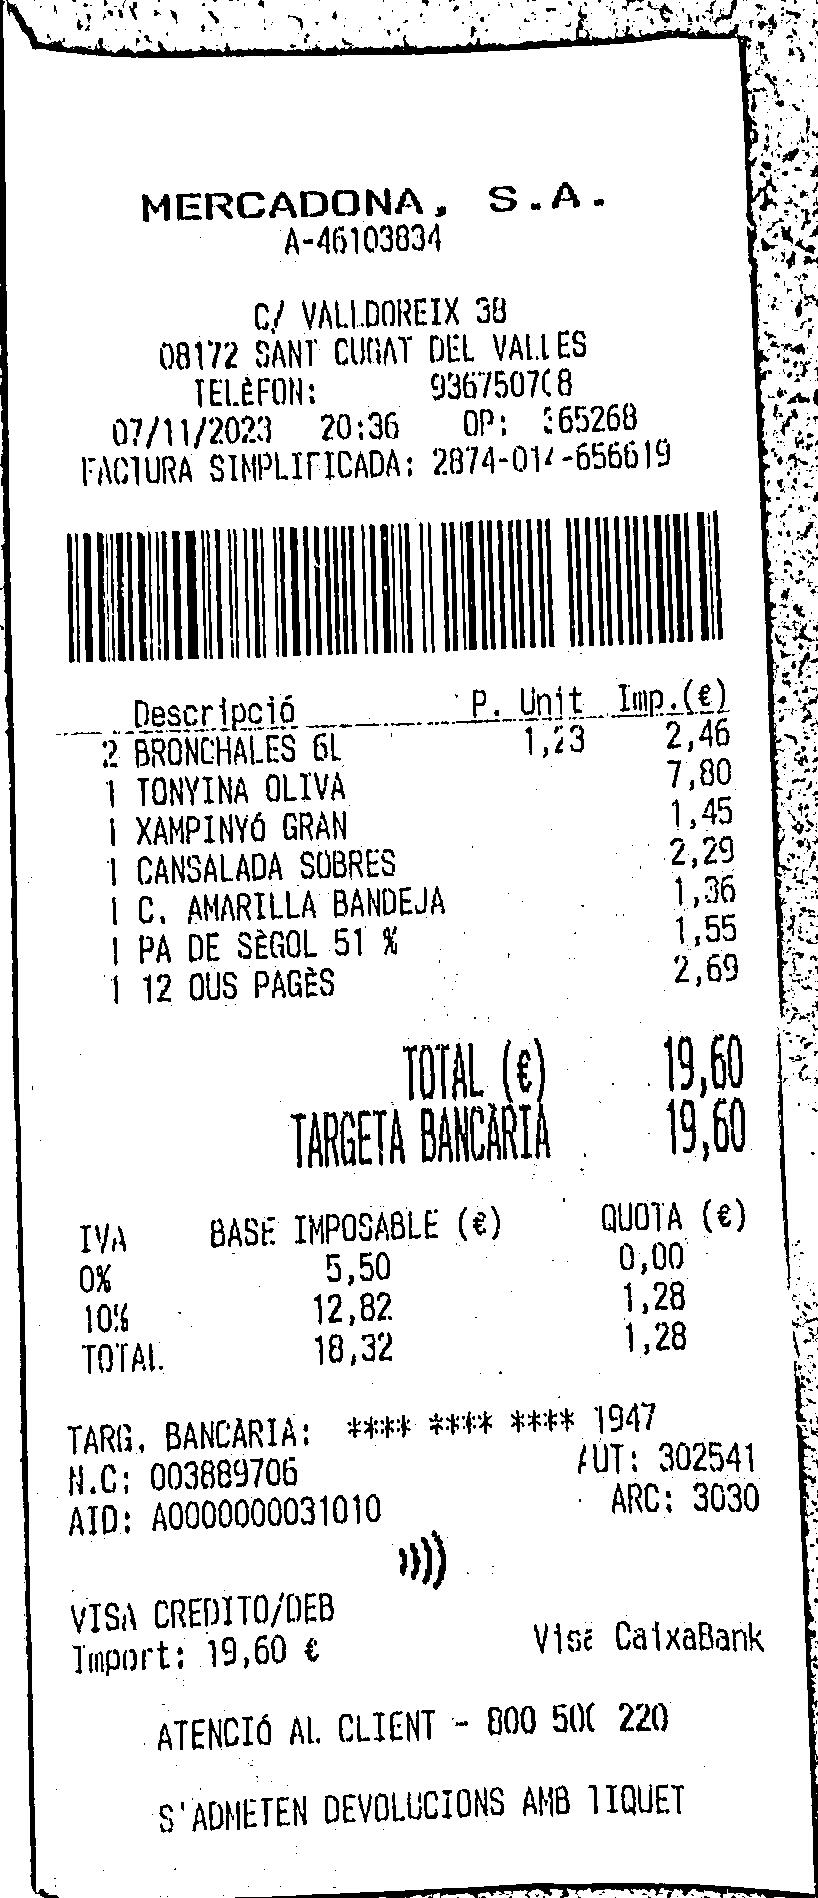 MERCADONA, S.A.
A-46103834
C/ VALLDOREIX 38
08172 SANT CUGAT DEL VALLES
TELÈFON: 936750708
07/11/2023 20:36 OP: 365268
FACTURA SIMPLIFICADA: 2874-014-656619
Descripció P. Unit Imp.(€)
2 BRONCHALES 6L 1,23 2,46
1 TONYINA OLIVA 7,80
1 XAMPINYÓ GRAN 1,45
1 CANSALADA SOBRES 2,29
1 C. AMARILLA BANDEJA 1,36
1 PA DE SÈGOL 51 % 1,55
1 12 OUS PAGÈS 2,69
TOTAL (€) 19,60
TARGETA BANCÀRIA 19,60
IVA BASE IMPOSABLE (€) QUOTA (€)
0% 5,50 0,00
10% 12,82 1,28
TOTAL 18,32 1,28
TARG. BANCÀRIA: **** **** **** 1947
N.C: 003889706 AUT: 302541
AID: A0000000031010 ARC: 3030
VISA CREDITO/DEB
Import: 19,60 € Visa CaixaBank
ATENCIÓ AL CLIENT - 800 500 220
S'ADMETEN DEVOLUCIONS AMB TIQUET